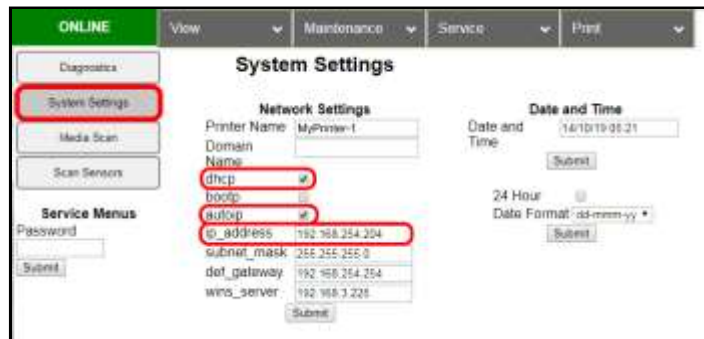 ONLINE
View
Maintenance
Service
Print
Diagnostics
System Settings
Media Scan
Scan Sensors
Service Menus
Password
Submit
System Settings
Network Settings
Printer Name MyPrinter-1
Domain
Name
dhcp
bootp
autoip
ip_address 192.168.254.204
subnet_mask 255.255.255.0
def_gateway 192.168.254.254
wins_server 192.168.3.228
Submit
Date and Time
Date and 14/10/19 08:21
Time
Submit
24 Hour
Date Format dd-mmm-yy
Submit